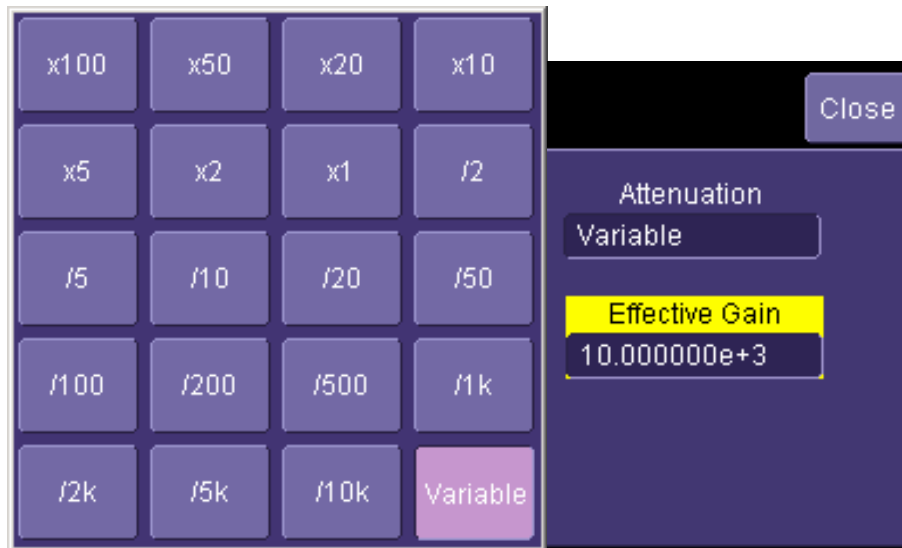 x100 x50 x20 x10
x5 x2 x1 /2
/5 /10 /20 /50
/100 /200 /500 /1k
/2k /5k /10k Variable
Close
Attenuation
Variable
Effective Gain
10.000000e+3